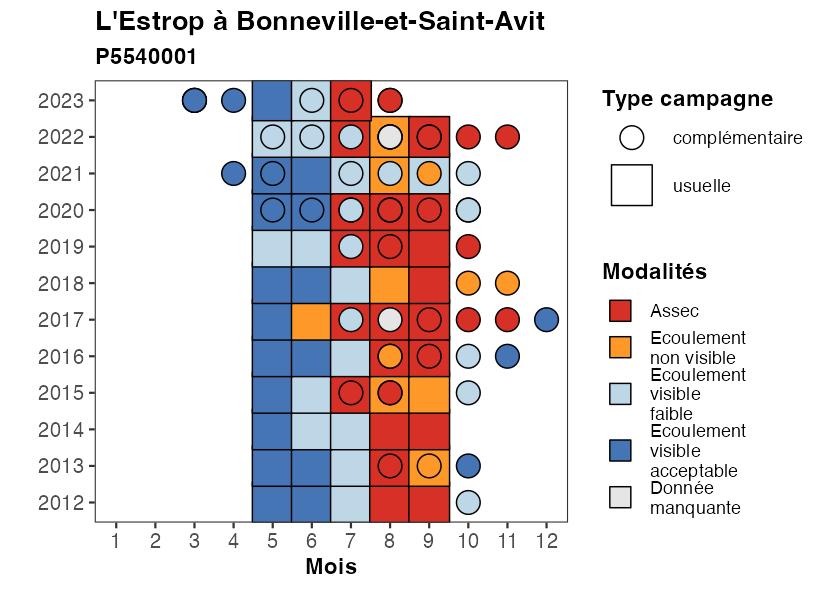 L'Estrop à Bonneville-et-Saint-Avit
P5540001
2023
2022
2021
2020
2019
2018
2017
2016
2015
2014
2013
2012
1 2 3 4 5 6 7 8 9 10 11 12
Mois
Type campagne
complémentaire
usuelle
Modalités
Assec
Ecoulement
non visible
Ecoulement
visible
faible
Ecoulement
visible
acceptable
Donnée
manquante